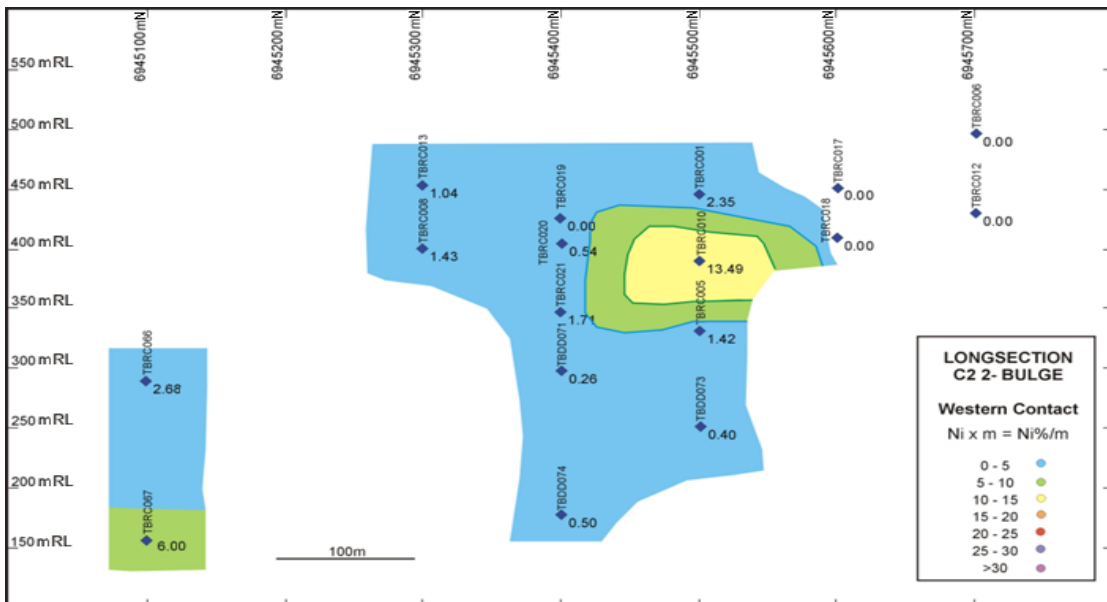 6945100mN
6945200mN
6945300mN
6945400mN
6945500mN
6945600mN
6945700mN
550 mRL
500 mRL
450 mRL
400 mRL
350 mRL
300 mRL
250 mRL
200 mRL
150 mRL
TBRC006
0.00
TBRC013
1.04
TBRC001
2.35
TBRC017
0.00
TBRC012
0.00
TBRC019
0.00
TBRC008
1.43
TBRC020
0.54
TBRC010
13.49
TBRC018
0.00
TBRC021
1.71
TBRC005
1.42
TBRC066
2.68
TBDD071
0.26
TBDD073
0.40
TBDD074
0.50
TBRC067
6.00
100m
LONGSECTION
C2 2- BULGE
Western Contact
Ni x m = Ni%/m
0 - 5
5 - 10
10 - 15
15 - 20
20 - 25
25 - 30
>30